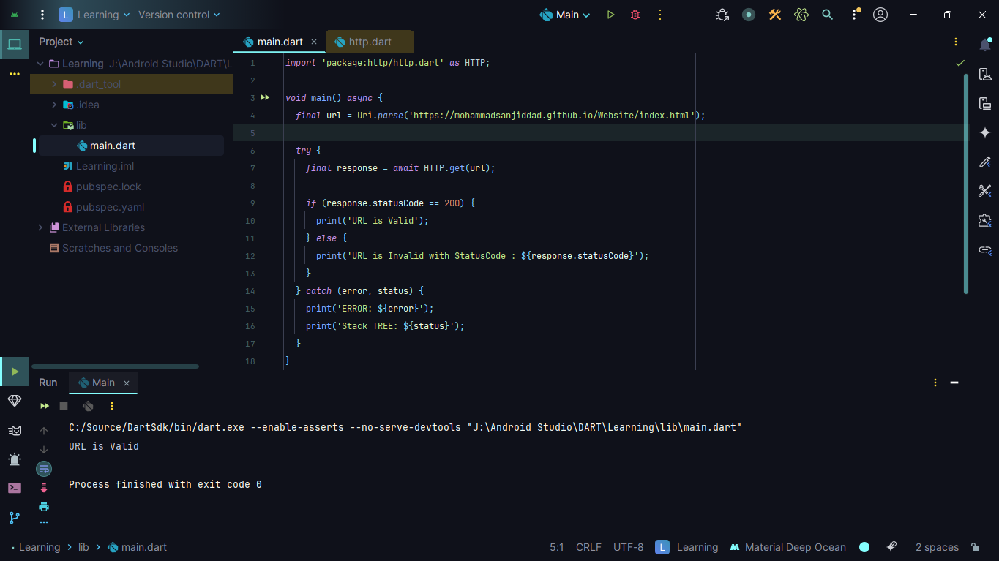 L Learning Version control Main
Project
main.dart
http.dart
Learning J:\Android Studio\DART\L
.dart_tool
.idea
lib
main.dart
Learning.iml
pubspec.lock
pubspec.yaml
External Libraries
Scratches and Consoles
1 import 'package:http/http.dart' as HTTP;
2
3 void main() async {
4 final url = Uri.parse('https://mohammadsanjiddad.github.io/Website/index.html');
5
6 try {
7 final response = await HTTP.get(url);
8
9 if (response.statusCode == 200) {
10 print('URL is Valid');
11 } else {
12 print('URL is Invalid with StatusCode : ${response.statusCode}');
13 }
14 } catch (error, status) {
15 print('ERROR: ${error}');
16 print('Stack TREE: ${status}');
17 }
18 }
Run Main
C:/Source/DartSdk/bin/dart.exe --enable-asserts --no-serve-devtools "J:\Android Studio\DART\Learning\lib\main.dart"
URL is Valid
Process finished with exit code 0
Learning lib main.dart 5:1 CRLF UTF-8 L Learning Material Deep Ocean 2 spaces